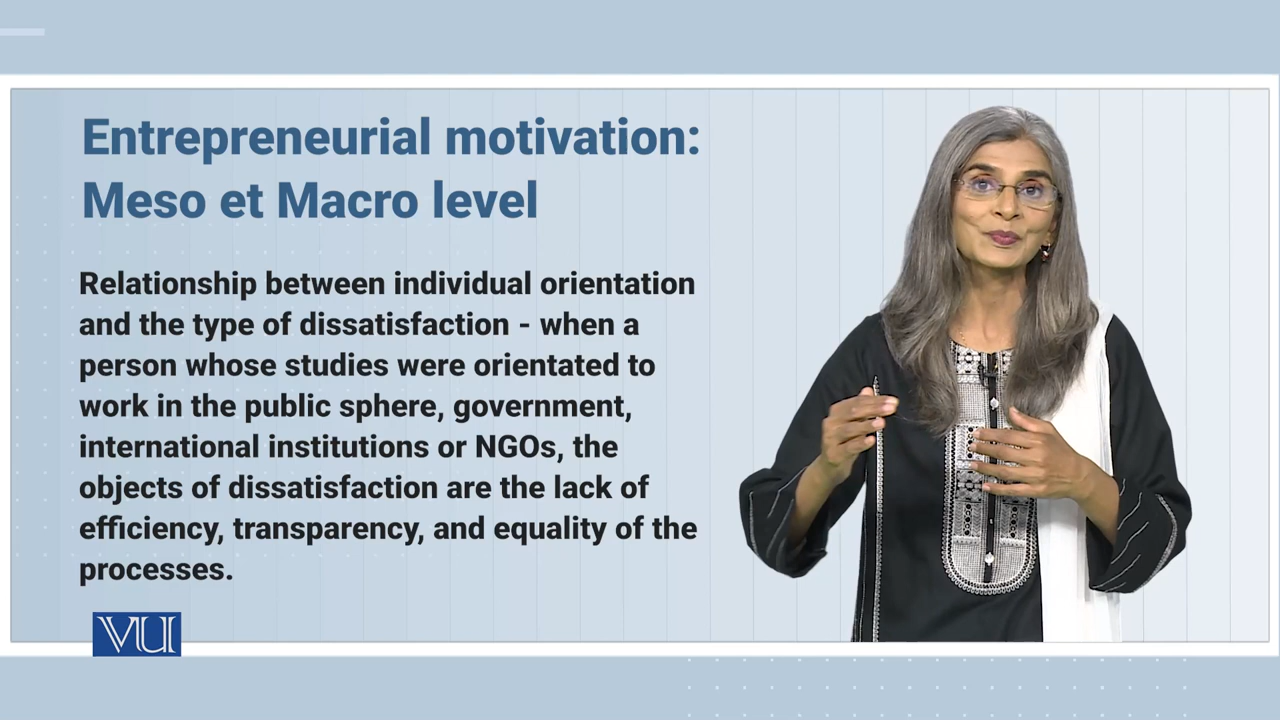 Entrepreneurial motivation:
Meso et Macro level
Relationship between individual orientation
and the type of dissatisfaction - when a
person whose studies were orientated to
work in the public sphere, government,
international institutions or NGOs, the
objects of dissatisfaction are the lack of
efficiency, transparency, and equality of the
processes.
VU